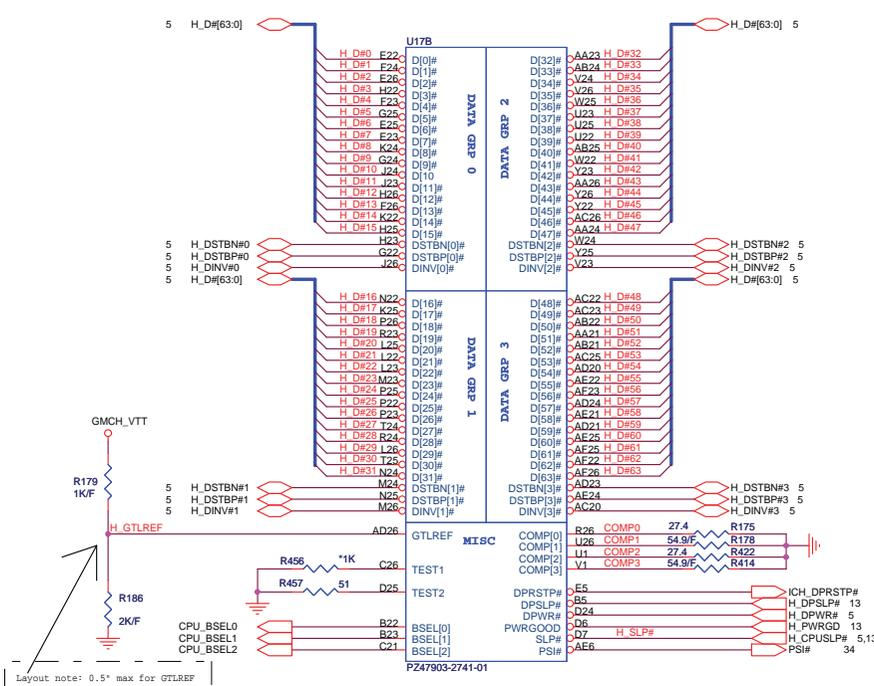 5 H_D#[63:0]
H_D#[63:0] 5
U17B
H_D#0 E22 D[0]# D[32]# AA23 H_D#32
H_D#1 F24 D[1]# D[33]# AB24 H_D#33
H_D#2 E26 D[2]# D[34]# V24 H_D#34
H_D#3 H22 D[3]# D[35]# V26 H_D#35
H_D#4 F23 D[4]# D[36]# W25 H_D#36
H_D#5 G25 D[5]# D[37]# U23 H_D#37
H_D#6 E25 D[6]# D[38]# U25 H_D#38
H_D#7 E23 D[7]# D[39]# U22 H_D#39
H_D#8 K24 D[8]# D[40]# AB25 H_D#40
H_D#9 G24 D[9]# D[41]# W22 H_D#41
H_D#10 J24 D[10 D[42]# Y23 H_D#42
H_D#11 J23 D[11]# D[43]# AA26 H_D#43
H_D#12 H26 D[12]# D[44]# Y26 H_D#44
H_D#13 F26 D[13]# D[45]# Y22 H_D#45
H_D#14 K22 D[14]# D[46]# AC26 H_D#46
H_D#15 H25 D[15]# D[47]# AA24 H_D#47
5 H_DSTBN#0 H23 DSTBN[0]# DSTBN[2]# W24 H_DSTBN#2 5
5 H_DSTBP#0 G22 DSTBP[0]# DSTBP[2]# Y25 H_DSTBP#2 5
5 H_DINV#0 J26 DINV[0]# DINV[2]# V23 H_DINV#2 5
5 H_D#[63:0] H_D#[63:0] 5
DATA GRP 0
DATA GRP 2
H_D#16 N22 D[16]# D[48]# AC22 H_D#48
H_D#17 K25 D[17]# D[49]# AC23 H_D#49
H_D#18 P26 D[18]# D[50]# AB22 H_D#50
H_D#19 R23 D[19]# D[51]# AA21 H_D#51
H_D#20 L25 D[20]# D[52]# AB21 H_D#52
H_D#21 L22 D[21]# D[53]# AC25 H_D#53
H_D#22 L23 D[22]# D[54]# AD20 H_D#54
H_D#23 M23 D[23]# D[55]# AE22 H_D#55
H_D#24 P25 D[24]# D[56]# AF23 H_D#56
H_D#25 P22 D[25]# D[57]# AD24 H_D#57
H_D#26 P23 D[26]# D[58]# AE21 H_D#58
H_D#27 T24 D[27]# D[59]# AD21 H_D#59
H_D#28 R24 D[28]# D[60]# AE25 H_D#60
H_D#29 L26 D[29]# D[61]# AF25 H_D#61
H_D#30 T25 D[30]# D[62]# AF22 H_D#62
H_D#31 N24 D[31]# D[63]# AF26 H_D#63
5 H_DSTBN#1 M24 DSTBN[1]# DSTBN[3]# AD23 H_DSTBN#3 5
5 H_DSTBP#1 N25 DSTBP[1]# DSTBP[3]# AE24 H_DSTBP#3 5
5 H_DINV#1 M26 DINV[1]# DINV[3]# AC20 H_DINV#3 5
DATA GRP 1
DATA GRP 3
GMCH_VTT
R179
1K/F
H_GTLREF AD26 GTLREF MISC COMP[0] R26 COMP0 27.4 R175
COMP[1] U26 COMP1 54.9/F R178
COMP[2] U1 COMP2 27.4 R422
COMP[3] V1 COMP3 54.9/F R414
R456 *1K C26 TEST1
R457 51 D25 TEST2
R186
2K/F
DPRSTP# E5 ICH_DPRSTP#
DPSLP# B5 H_DPSLP# 13
DPWR# D24 H_DPWR# 5
CPU_BSEL0 B22 BSEL[0] PWRGOOD D6 H_PWRGD 13
CPU_BSEL1 B23 BSEL[1] SLP# D7 H_SLP# H_CPUSLP# 5,13
CPU_BSEL2 C21 BSEL[2] PSI# AE6 PSI# 34
PZ47903-2741-01
Layout note: 0.5" max for GTLREF